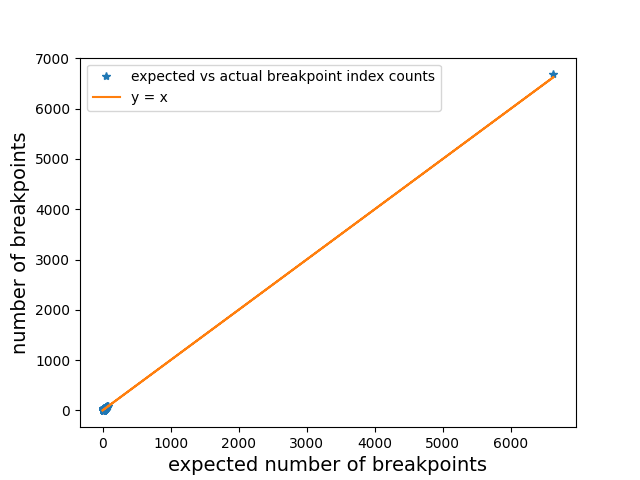 expected vs actual breakpoint index counts
y = x
7000
6000
5000
4000
3000
2000
1000
0
number of breakpoints
0 1000 2000 3000 4000 5000 6000
expected number of breakpoints